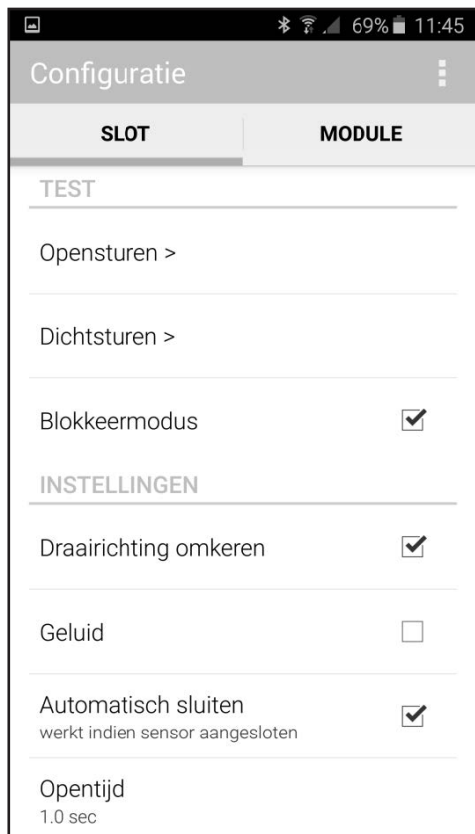 69% 11:45
Configuratie
SLOT MODULE
TEST
Opensturen >
Dichtsturen >
Blokkeermodus
INSTELLINGEN
Draairichting omkeren
Geluid
Automatisch sluiten
werkt indien sensor aangesloten
Opentijd
1.0 sec